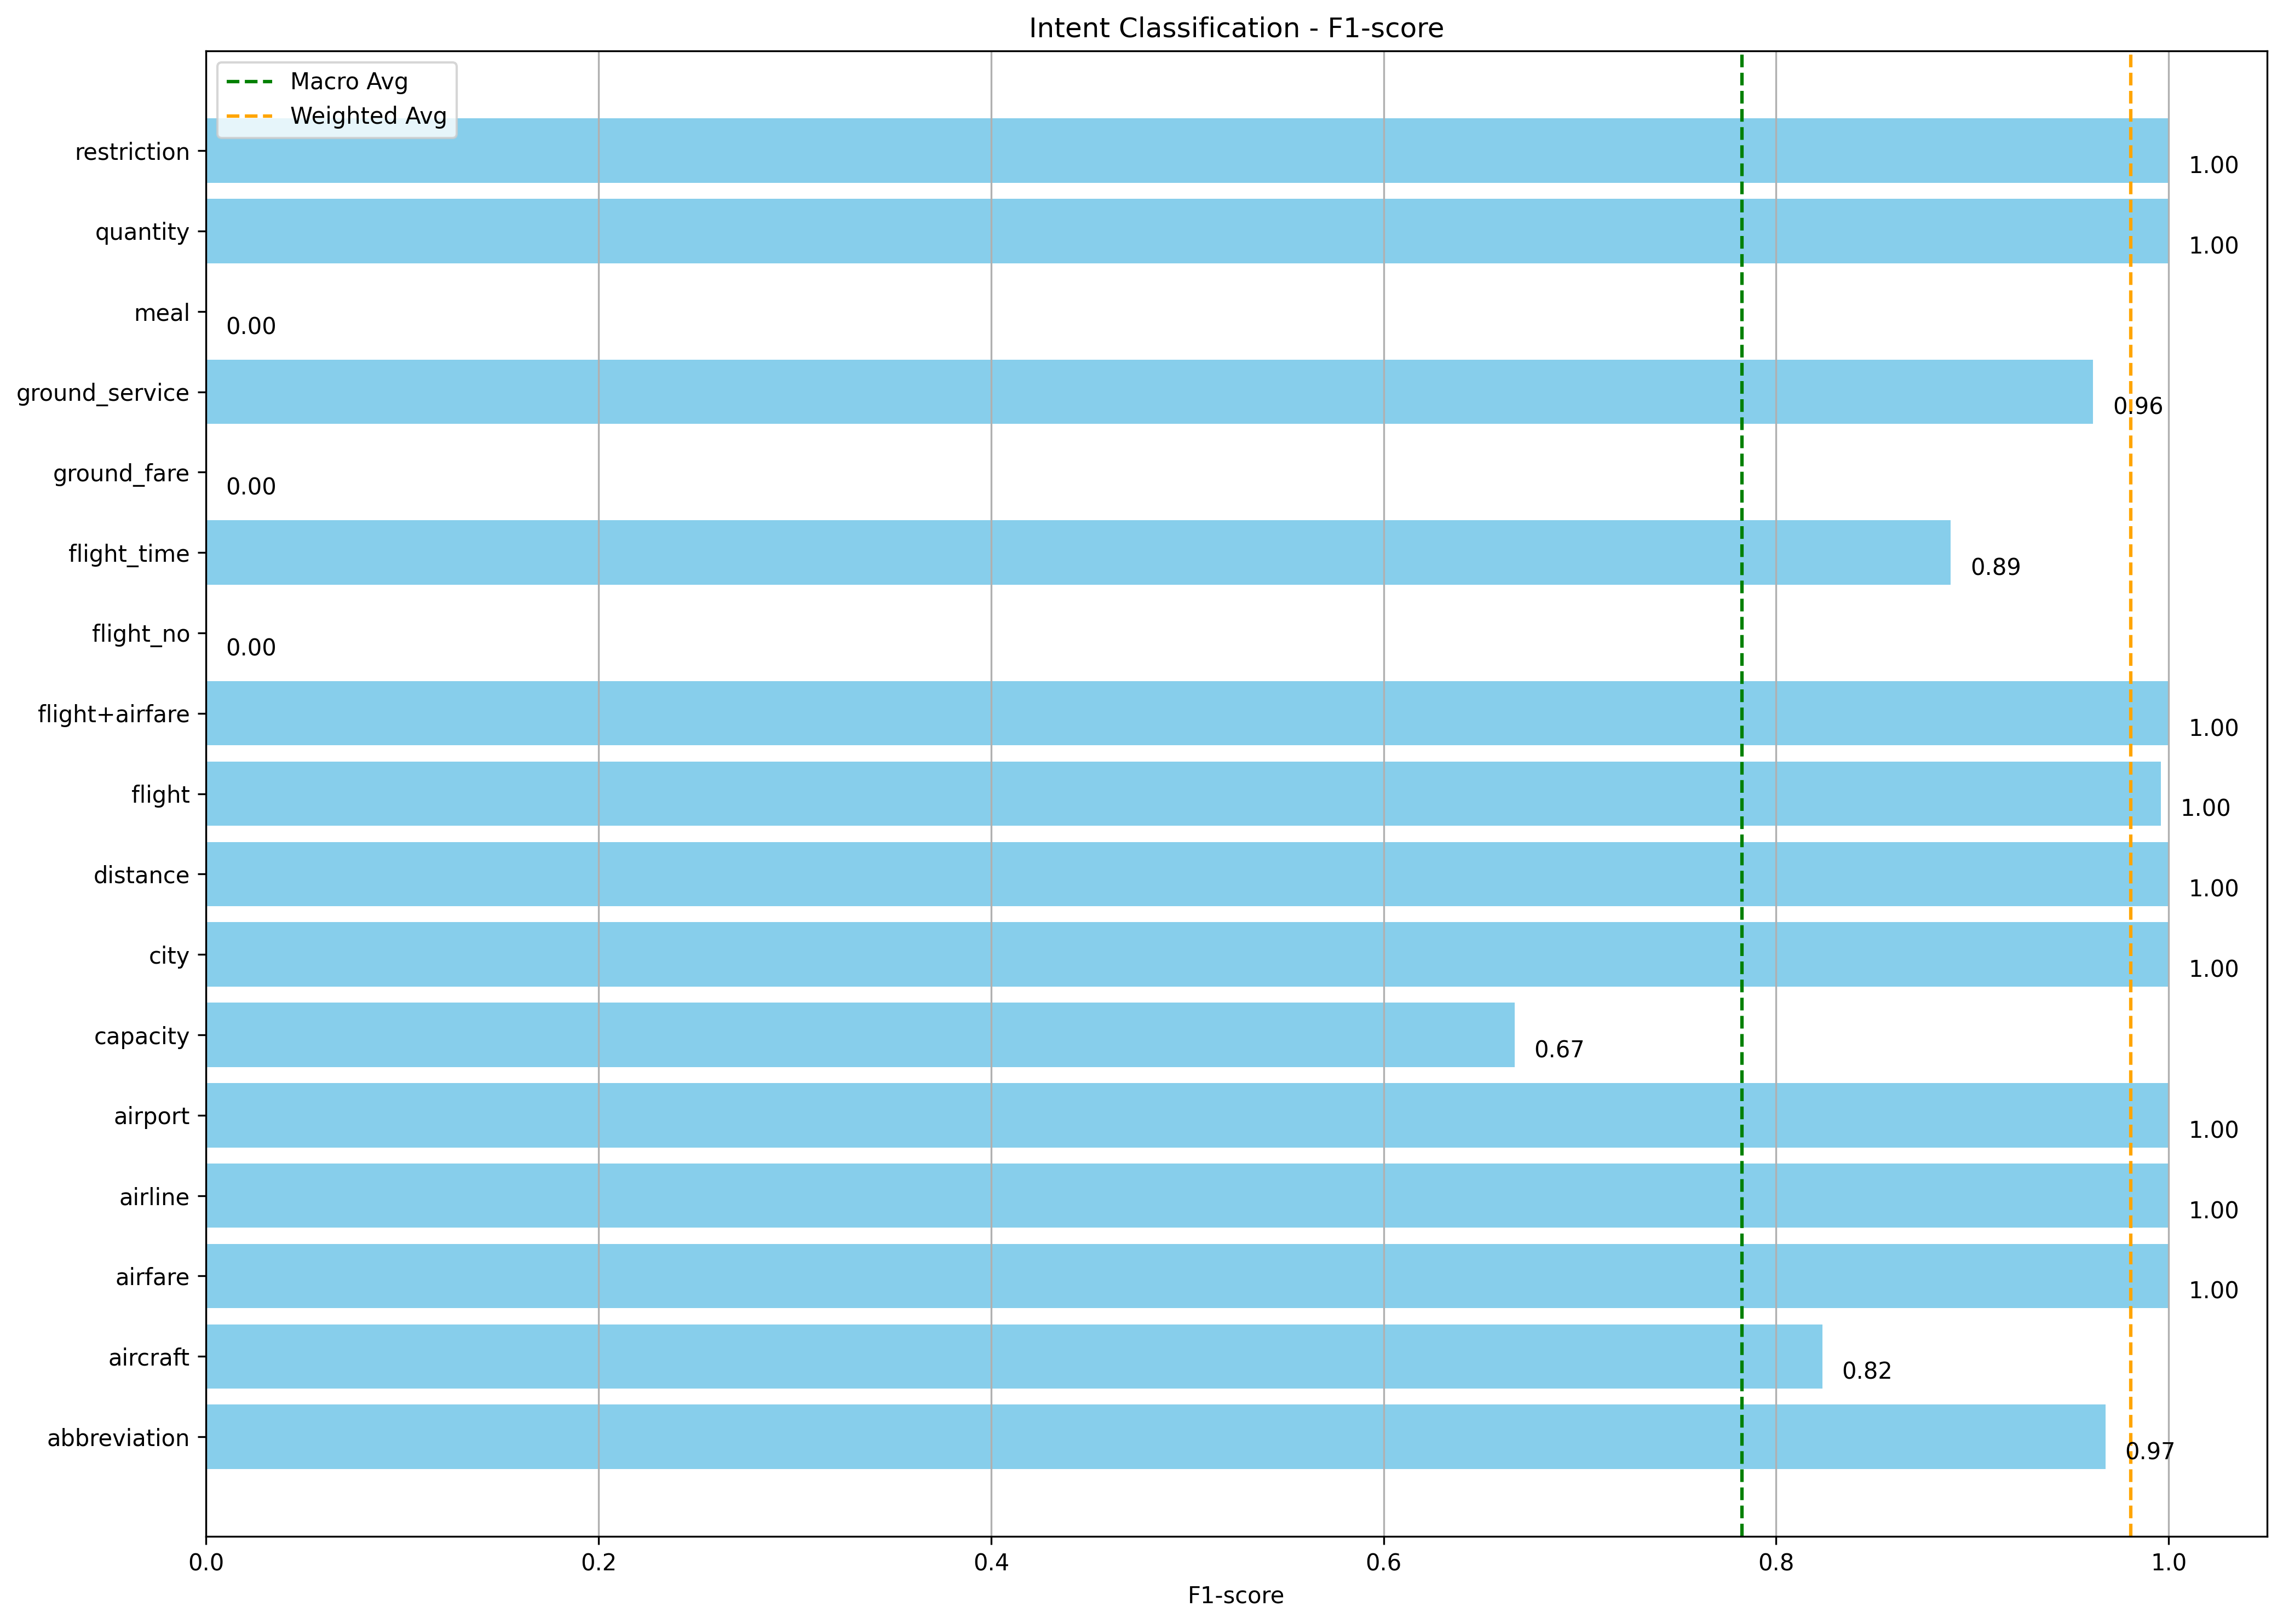 Intent Classification - F1-score
Macro Avg
Weighted Avg
restriction
1.00
quantity
1.00
meal
0.00
ground_service
0.96
ground_fare
0.00
flight_time
0.89
flight_no
0.00
flight+airfare
1.00
flight
1.00
distance
1.00
city
1.00
capacity
0.67
airport
1.00
airline
1.00
airfare
1.00
aircraft
0.82
abbreviation
0.97
0.0 0.2 0.4 0.6 0.8 1.0
F1-score